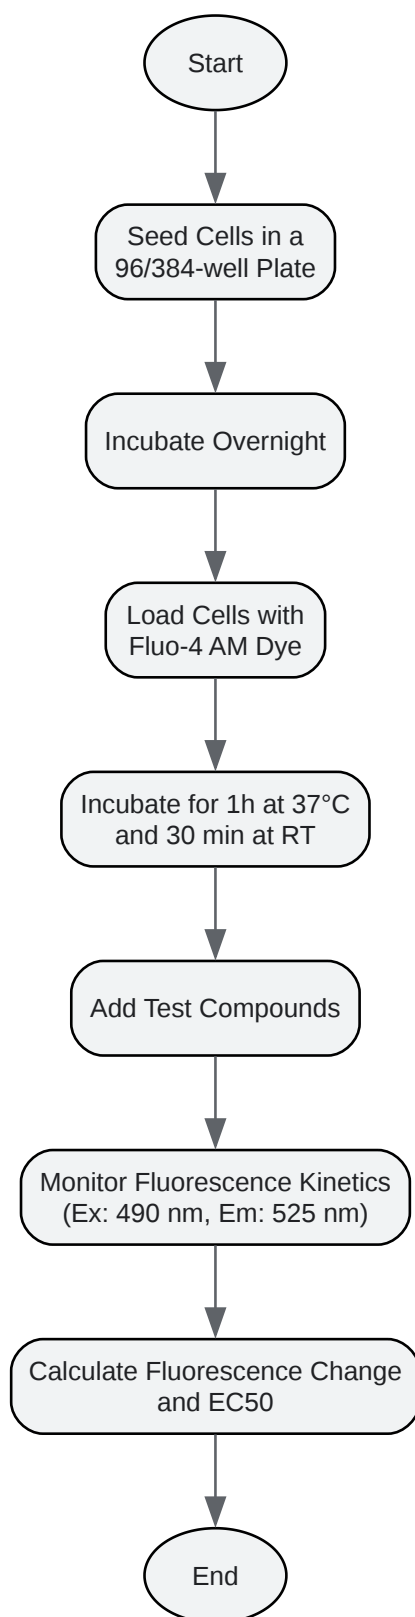 Start
Seed Cells in a
96/384-well Plate
Incubate Overnight
Load Cells with
Fluo-4 AM Dye
Incubate for 1h at 37°C
and 30 min at RT
Add Test Compounds
Monitor Fluorescence Kinetics
(Ex: 490 nm, Em: 525 nm)
Calculate Fluorescence Change
and EC50
End